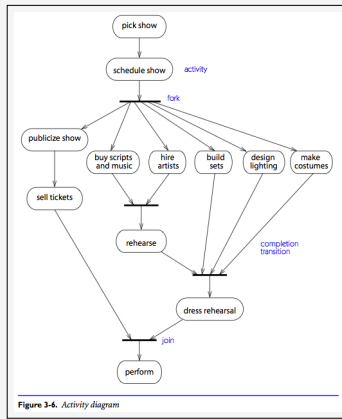 pick show
schedule show
activity
fork
publicize show
buy scripts
and music
hire
artists
build
sets
design
lighting
make
costumes
sell tickets
rehearse
completion
transition
dress rehearsal
join
perform
Figure 3-6. Activity diagram